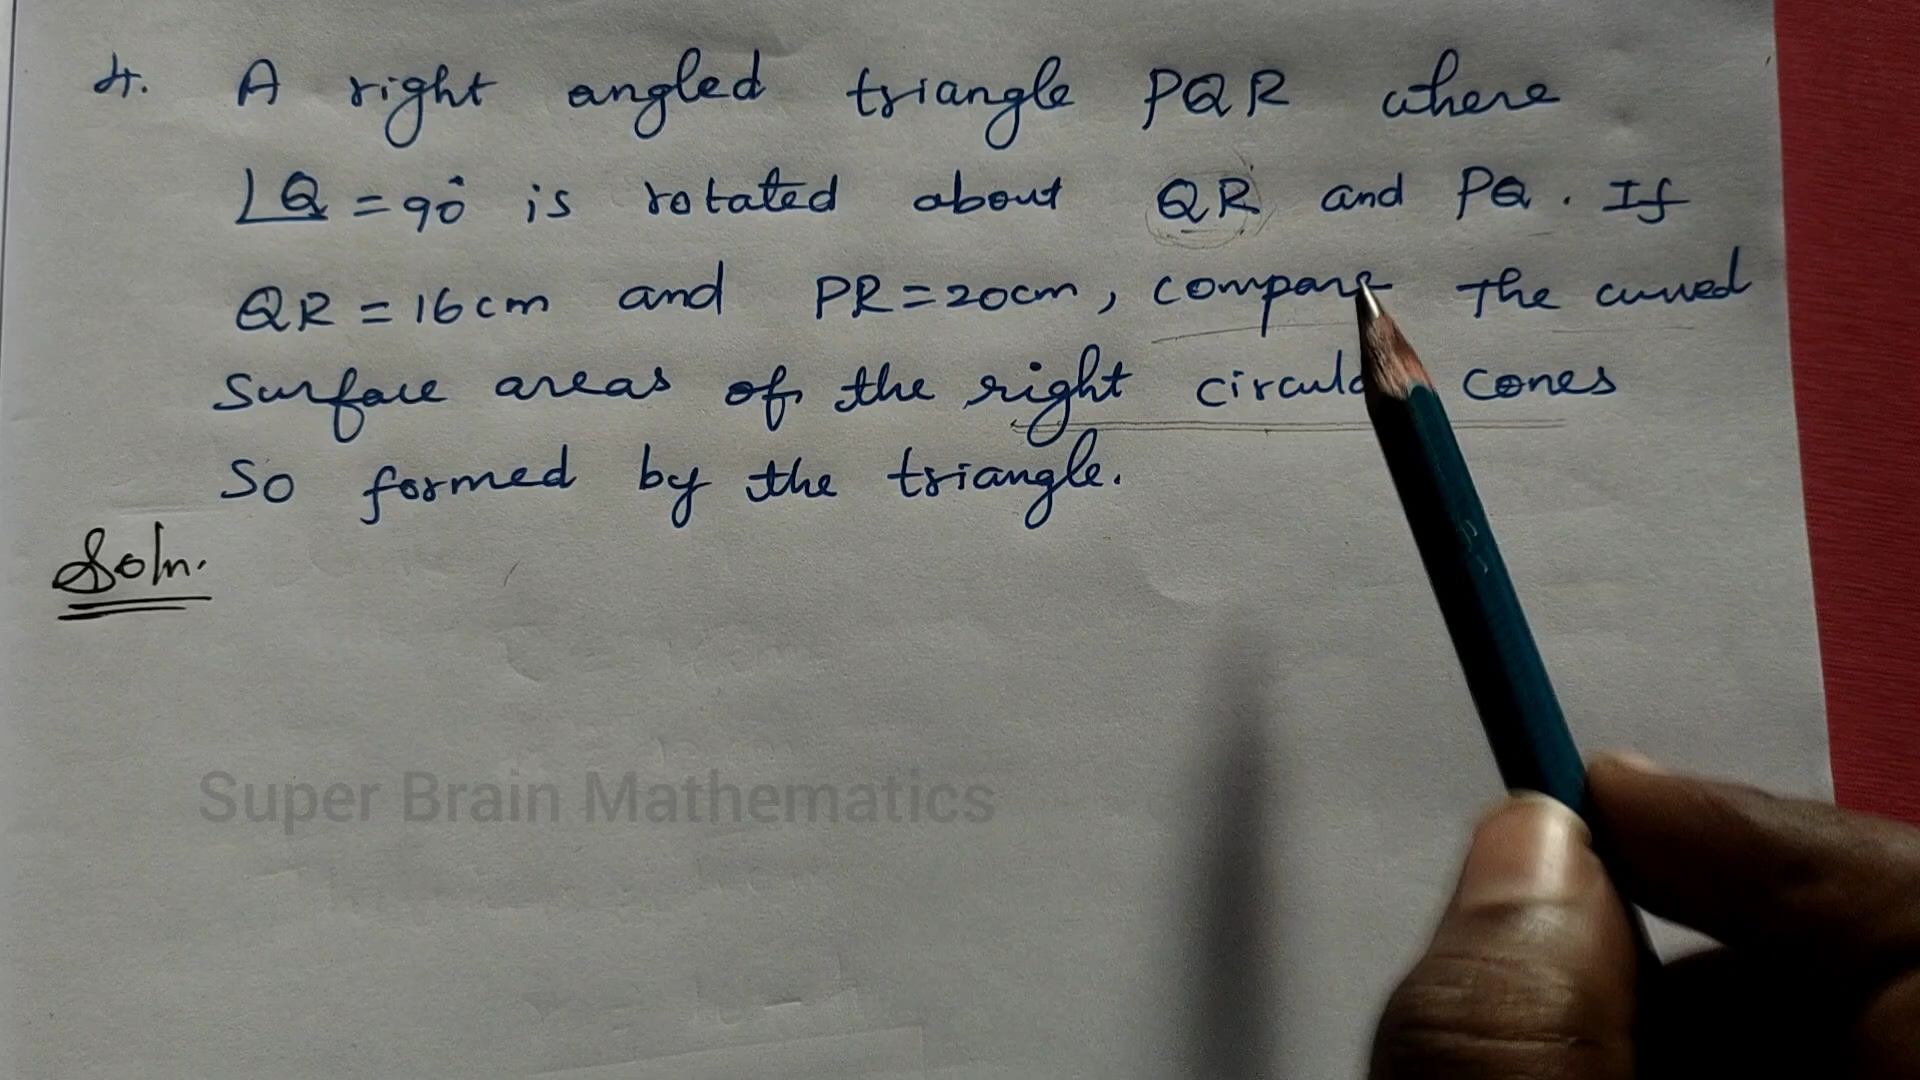 4. A right angled triangle PQR where
∠Q = 90° is rotated about QR and PQ. If
QR = 16cm and PR = 20cm, compare the curved
surface areas of the right circula cones
so formed by the triangle.
Soln.
Super Brain Mathematics